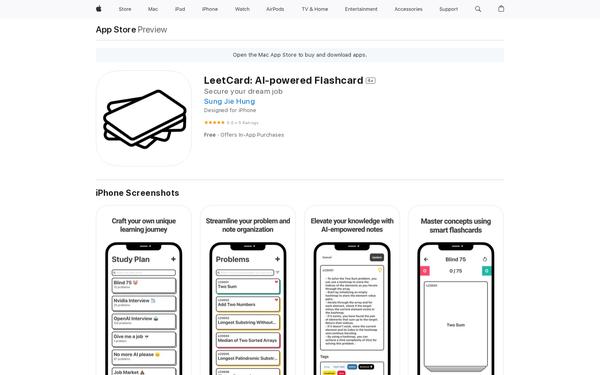 Store Mac iPad iPhone Watch AirPods TV & Home Entertainment Accessories Support
App Store Preview
Open the Mac App Store to buy and download apps.
LeetCard: AI-powered Flashcard 4+
Secure your dream job
Sung Jie Hung
Designed for iPhone
★★★★★ 5.0 • 5 Ratings
Free · Offers In-App Purchases
iPhone Screenshots
Craft your own unique
learning journey
Study Plan +
Blind 75
Nvidia Interview
OpenAI Interview
Give me a job
No more AI please
Job Market
Streamline your problem and
note organization
Problems +
Two Sum
Add Two Numbers
Longest Substring Without...
Median of Two Sorted Arrays
Longest Palindromic Substr...
Elevate your knowledge with
AI-empowered notes
Tags
Master concepts using
smart flashcards
Blind 75
0 0 / 75 0
Two Sum